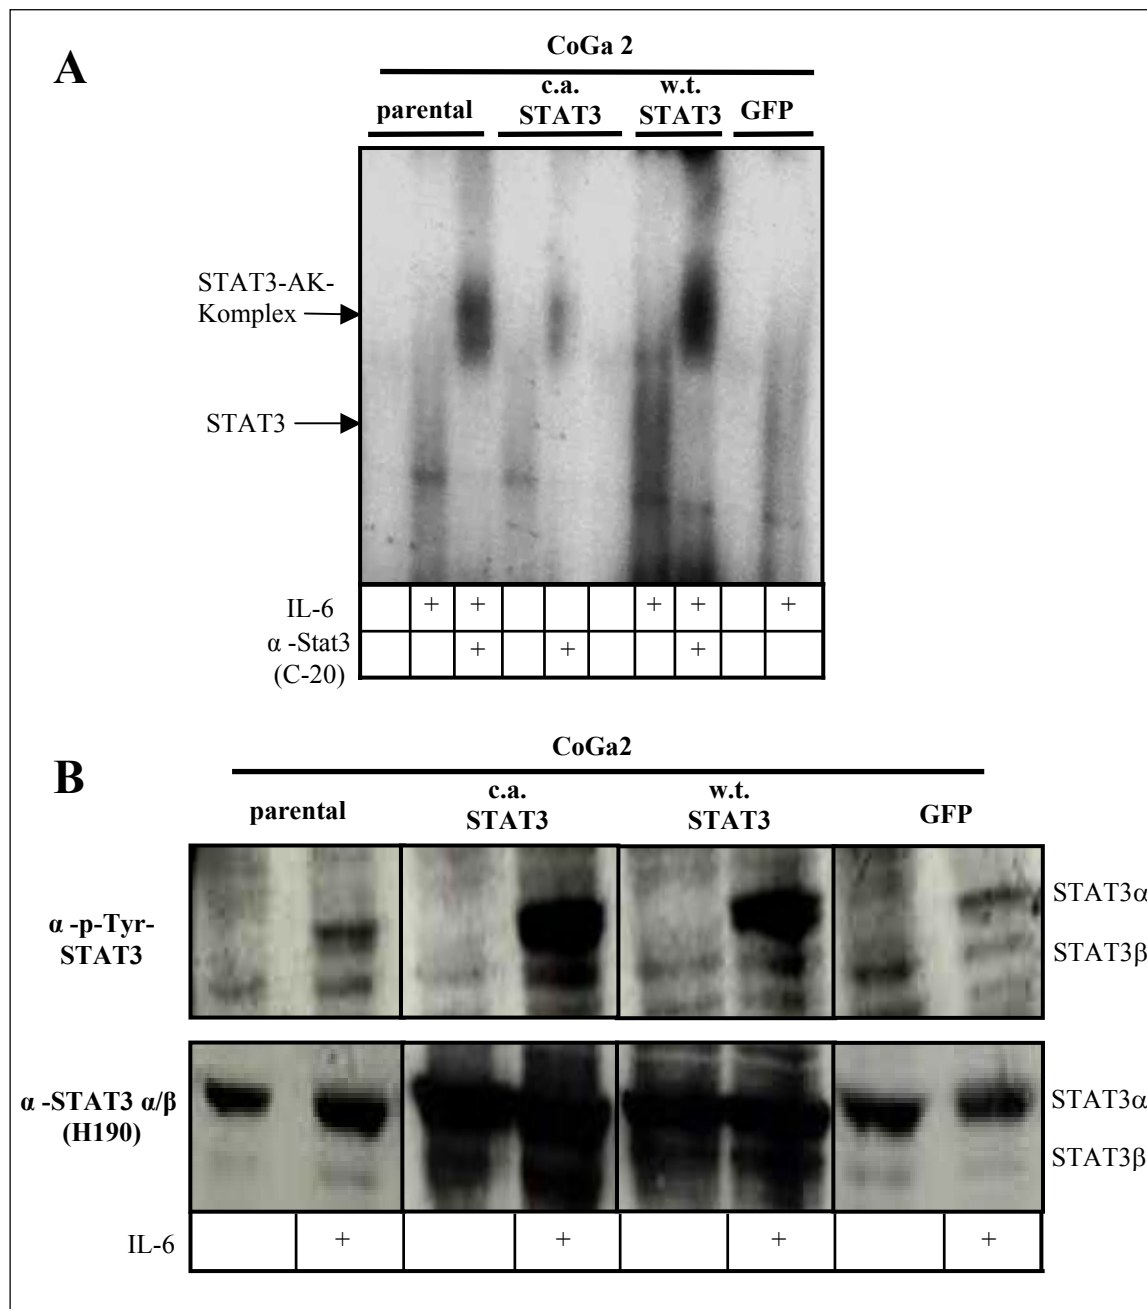 A
CoGa 2
parental
c.a.
STAT3
w.t.
STAT3
GFP
STAT3-AK-
Komplex
STAT3
IL-6 + + + + +
α -Stat3
(C-20) + + +
B
CoGa2
parental
c.a.
STAT3
w.t.
STAT3
GFP
α -p-Tyr-
STAT3
STAT3α
STAT3β
α -STAT3 α/β
(H190)
STAT3α
STAT3β
IL-6 + + + +